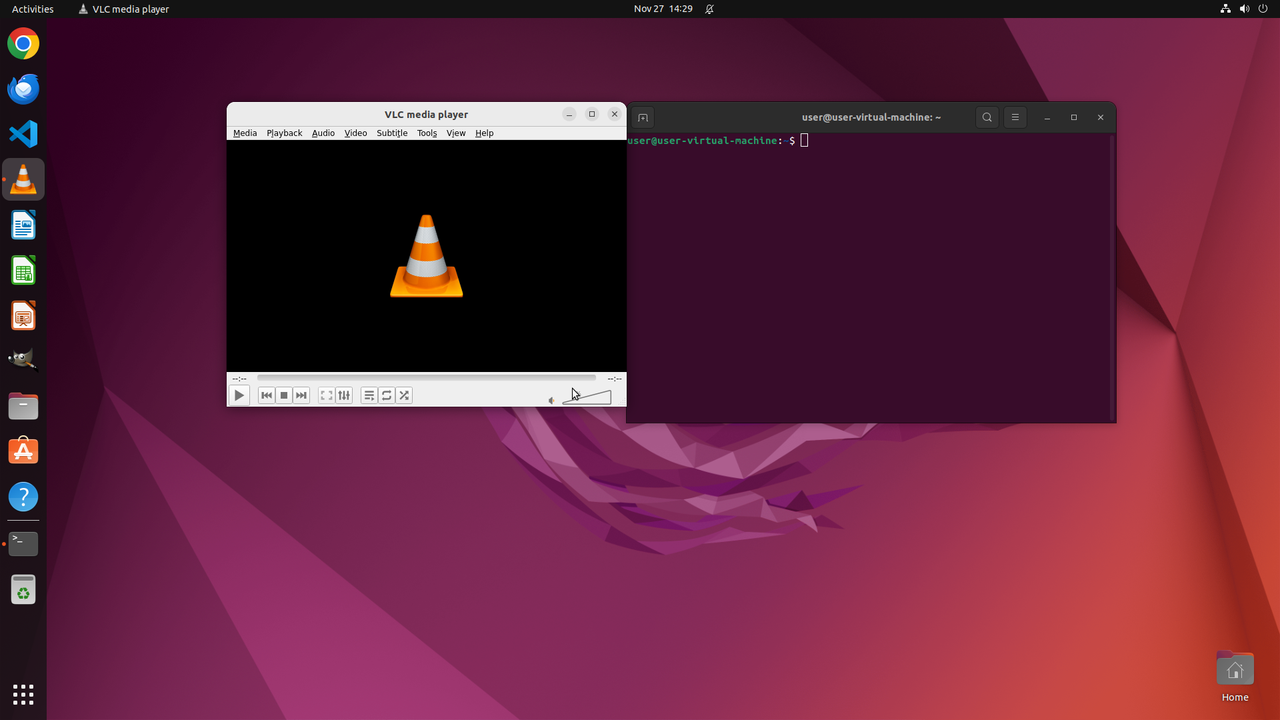 Activities
VLC media player
Nov 27 14:29
VLC media player
Media Playback Audio Video Subtitle Tools View Help
--:--
--:--
user@user-virtual-machine: ~
user@user-virtual-machine:~$
>_
Home